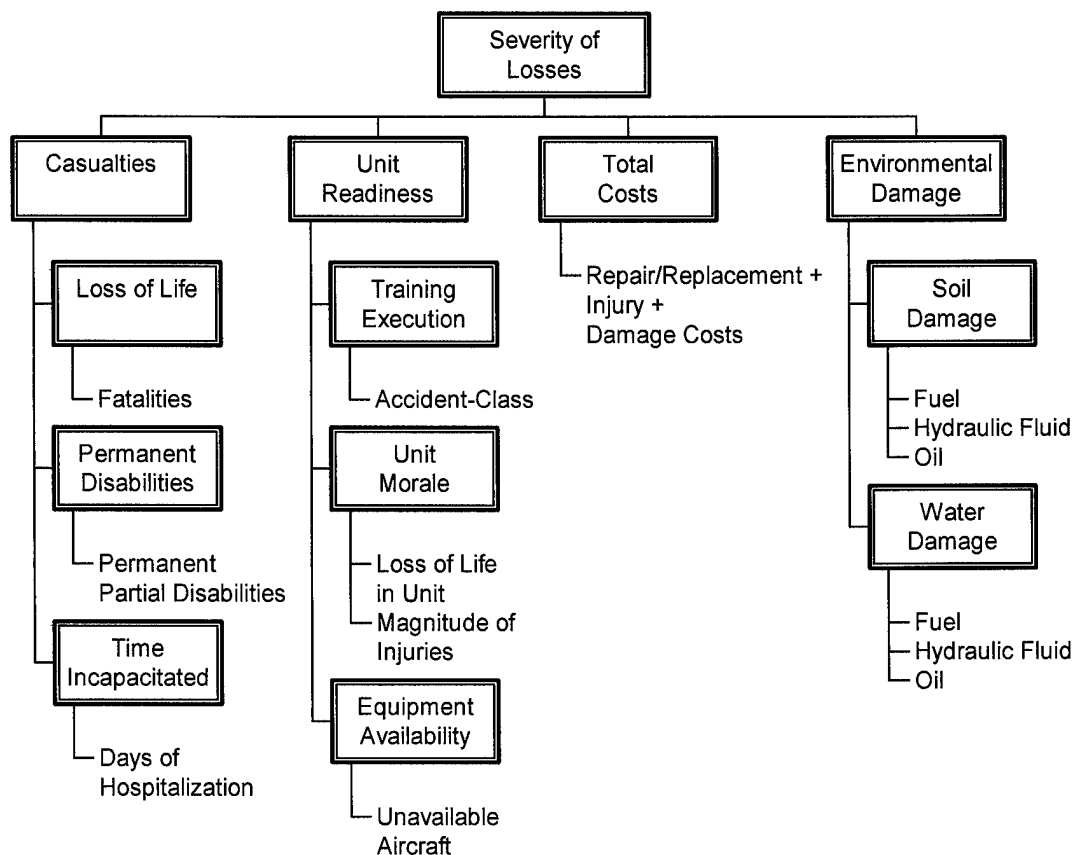 Severity of
Losses
Casualties
Loss of Life
Fatalities
Permanent
Disabilities
Permanent
Partial Disabilities
Time
Incapacitated
Days of
Hospitalization
Unit
Readiness
Training
Execution
Accident-Class
Unit
Morale
Loss of Life
in Unit
Magnitude of
Injuries
Equipment
Availability
Unavailable
Aircraft
Total
Costs
Repair/Replacement +
Injury +
Damage Costs
Environmental
Damage
Soil
Damage
Fuel
Hydraulic Fluid
Oil
Water
Damage
Fuel
Hydraulic Fluid
Oil